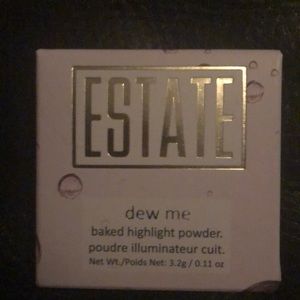 ESTATE
dew me
baked highlight powder.
poudre illuminateur cuit.
Net Wt./Poids Net: 3.2g / 0.11 oz